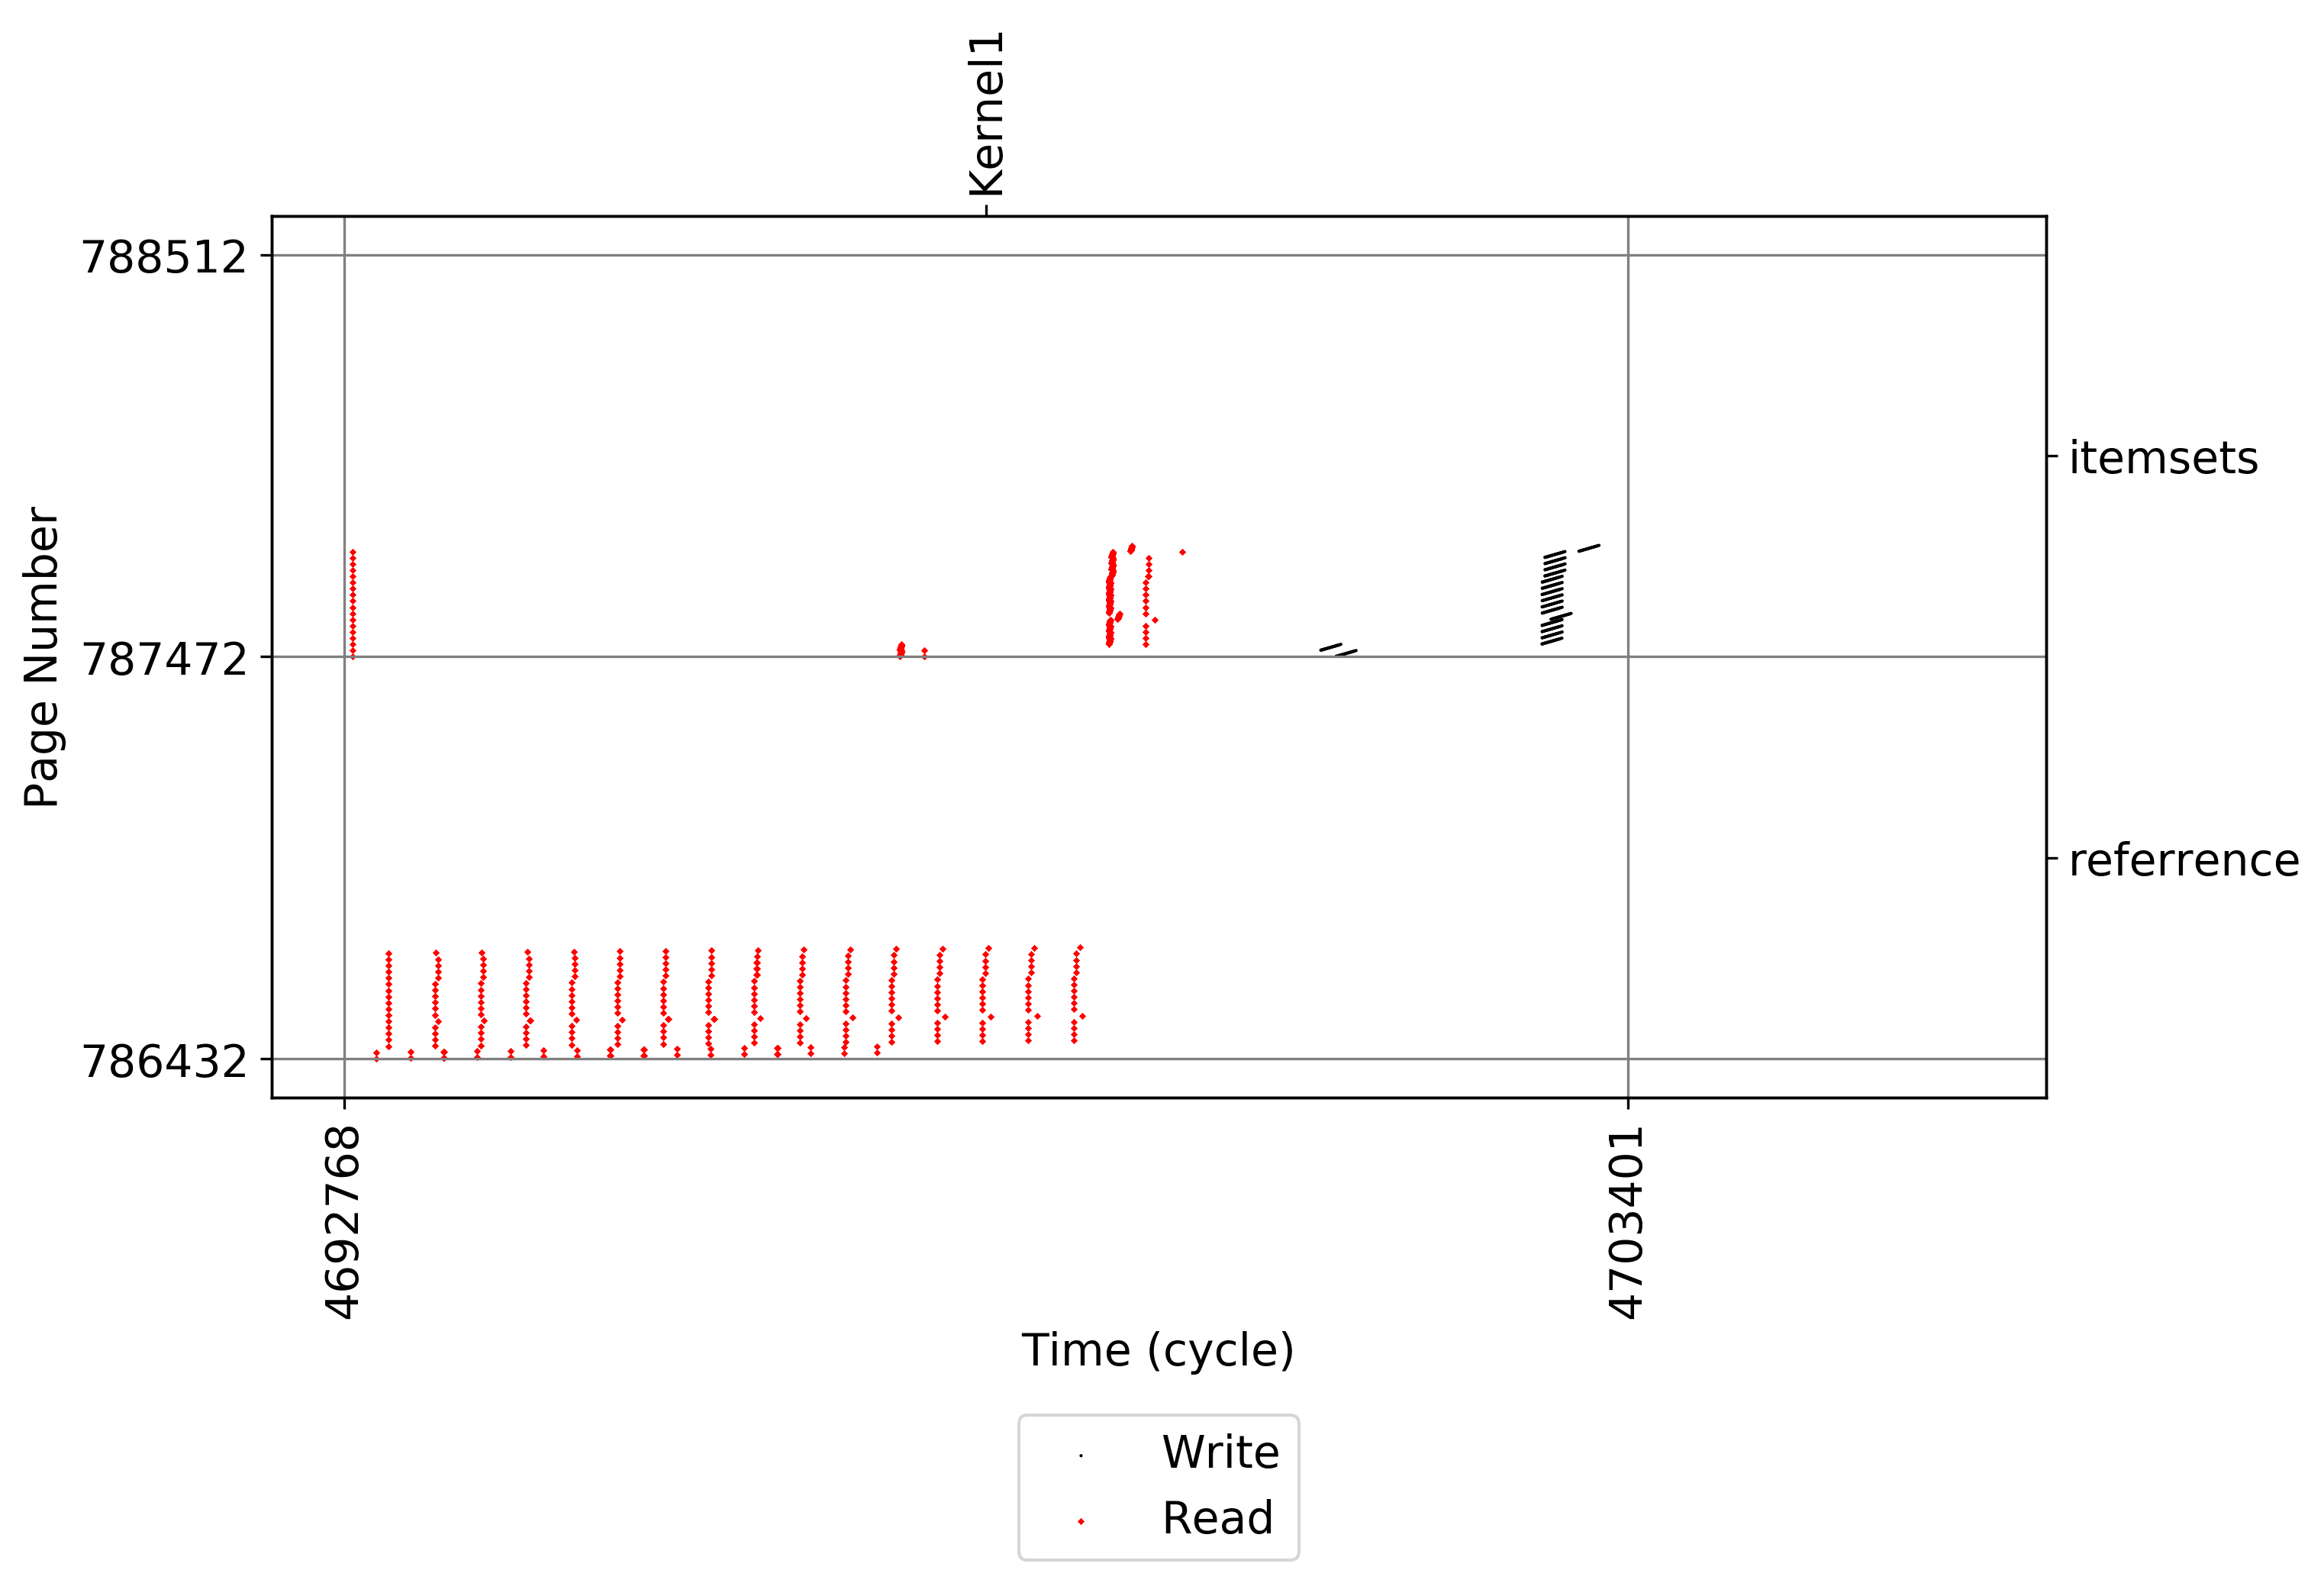 Kernel1
788512
787472
786432
Page Number
itemsets
referrence
4692768
4703401
Time (cycle)
Write
Read